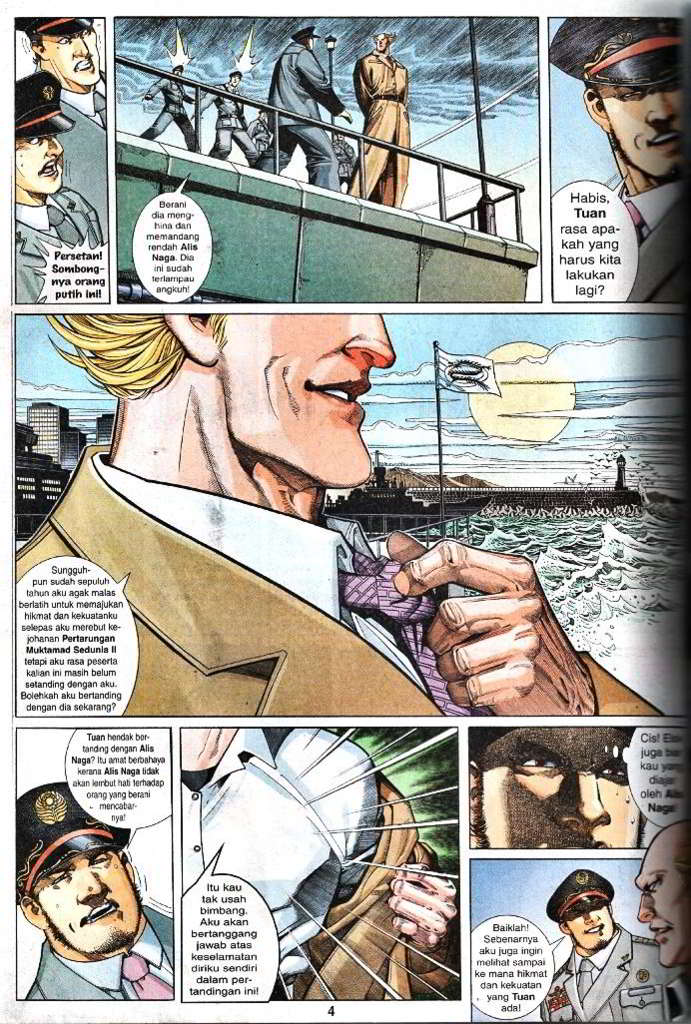 Persetan!
Sombong-
nya orang
putih ini!
Berani
dia meng-
hina dan
memandang
rendah Alis
Naga. Dia
ini sudah
terlampau
angkuh!
Habis,
Tuan
rasa apa-
kah yang
harus kita
lakukan
lagi?
Sungguh-
pun sudah sepuluh
tahun aku agak malas
berlatih untuk memajukan
hikmat dan kekuatanku
selepas aku merebut ke-
johanan Pertarungan
Muktamad Sedunia II
tetapi aku rasa peserta
kalian ini masih belum
setanding dengan aku.
Bolehkah aku bertanding
dengan dia sekarang?
Tuan hendak ber-
tanding dengan Alis
Naga? Itu amat berbahaya
kerana Alis Naga tidak
akan lembut hati terhadap
orang yang berani
mencabar-
nya!
Itu kau
tak usah
bimbang.
Aku akan
bertanggang
jawab atas
keselamatan
diriku sendiri
dalam per-
tandingan ini!
Cis!
juga
kau yang
diajar
oleh Alis
Naga!
Baiklah!
Sebenarnya
aku juga ingin
melihat sampai
ke mana hikmat
dan kekuatan
yang Tuan
ada!
4